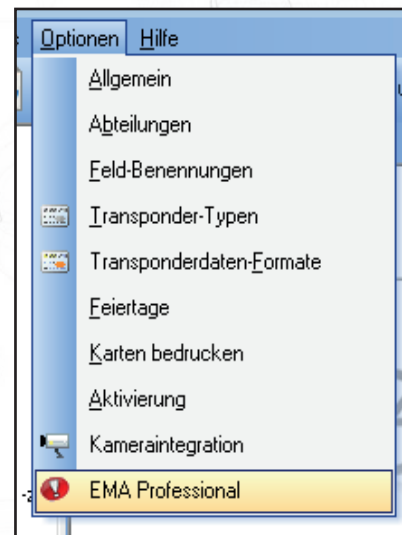 Optionen Hilfe
Allgemein
Abteilungen
Feld-Benennungen
Transponder-Typen
Transponderdaten-Formate
Feiertage
Karten bedrucken
Aktivierung
Kameraintegration
EMA Professional